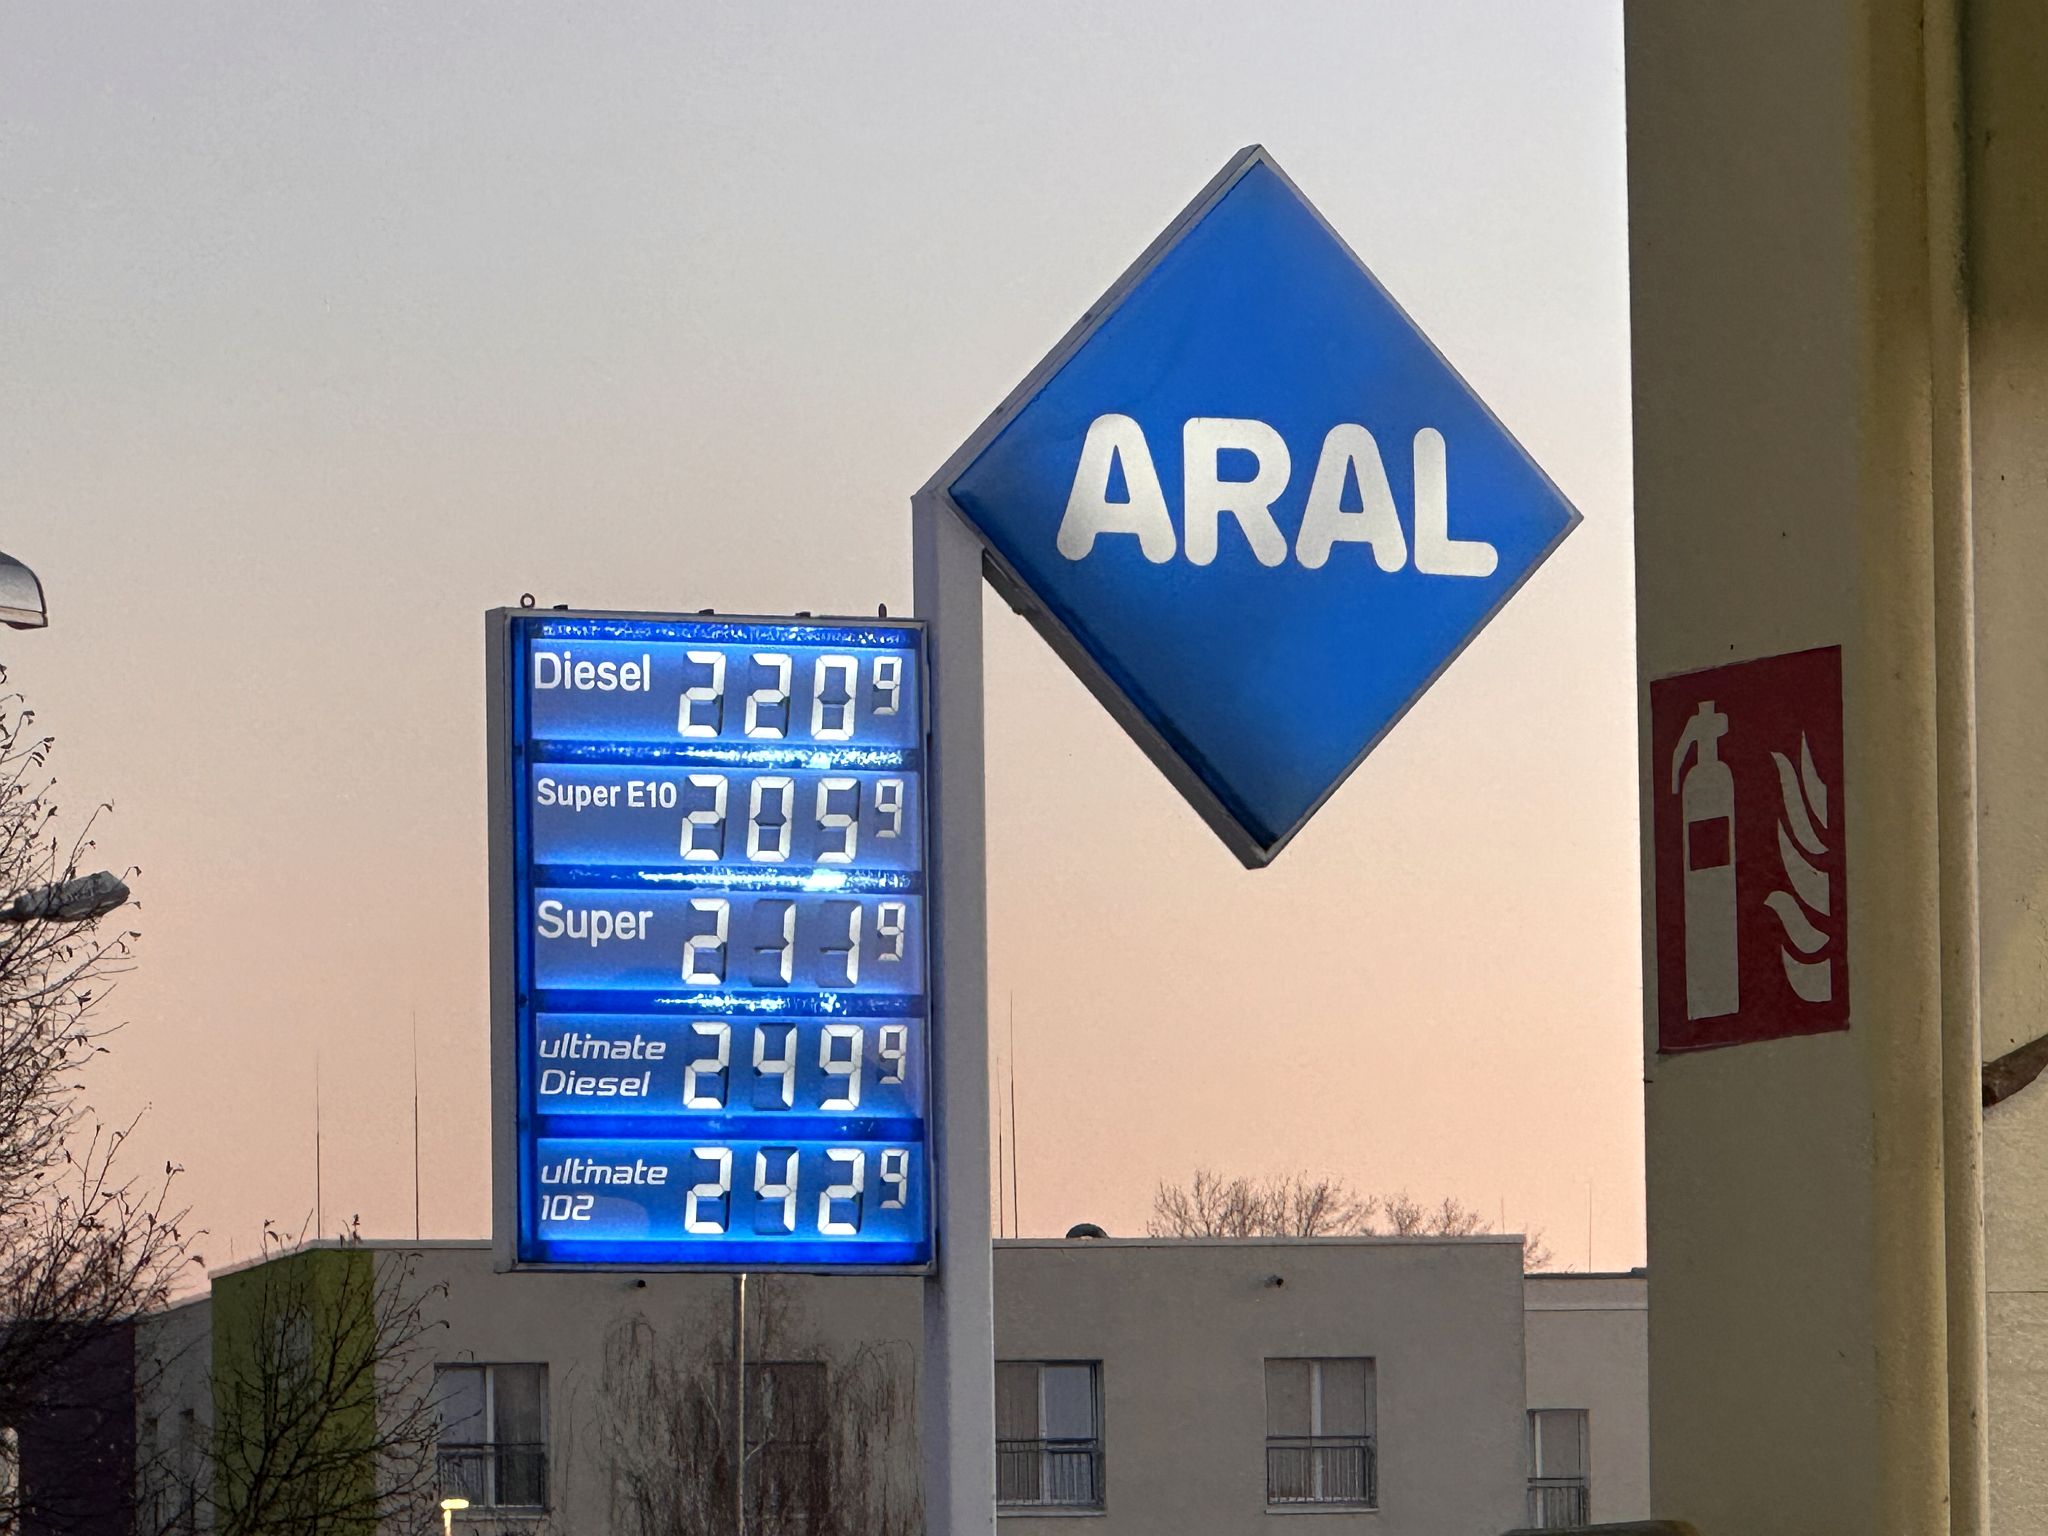 ARAL
Diesel 220⁹
Super E10 205⁹
Super 211⁹
ultimate
Diesel 249⁹
ultimate
102 242⁹